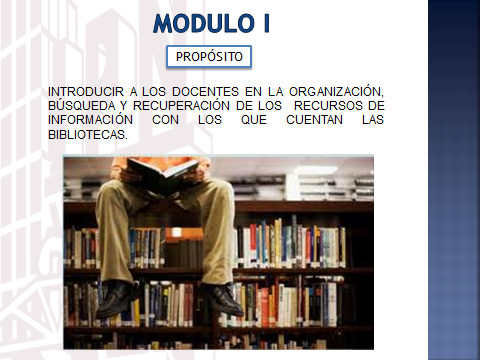 MODULO I
PROPÓSITO
INTRODUCIR A LOS DOCENTES EN LA ORGANIZACIÓN,
BÚSQUEDA Y RECUPERACIÓN DE LOS RECURSOS DE
INFORMACIÓN CON LOS QUE CUENTAN LAS
BIBLIOTECAS.